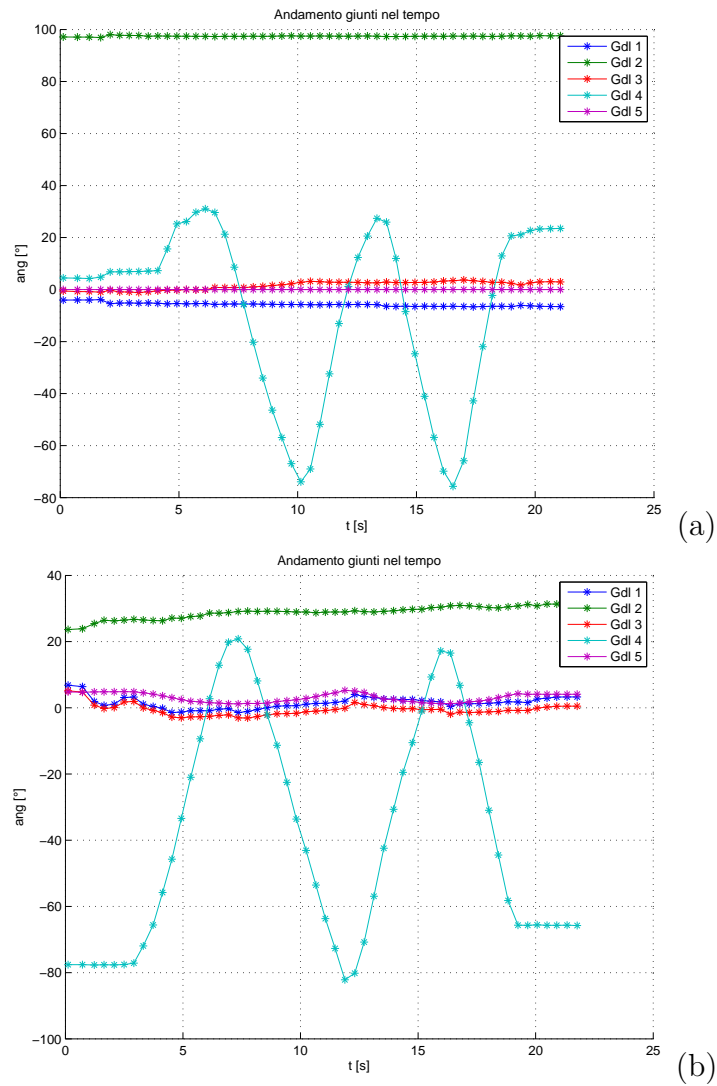 Andamento giunti nel tempo
100
80
60
40
20
0
−20
−40
−60
−80
ang [°]
0 5 10 15 20 25
t [s]
Gdl 1
Gdl 2
Gdl 3
Gdl 4
Gdl 5
(a)
Andamento giunti nel tempo
40
20
0
−20
−40
−60
−80
−100
ang [°]
0 5 10 15 20 25
t [s]
Gdl 1
Gdl 2
Gdl 3
Gdl 4
Gdl 5
(b)